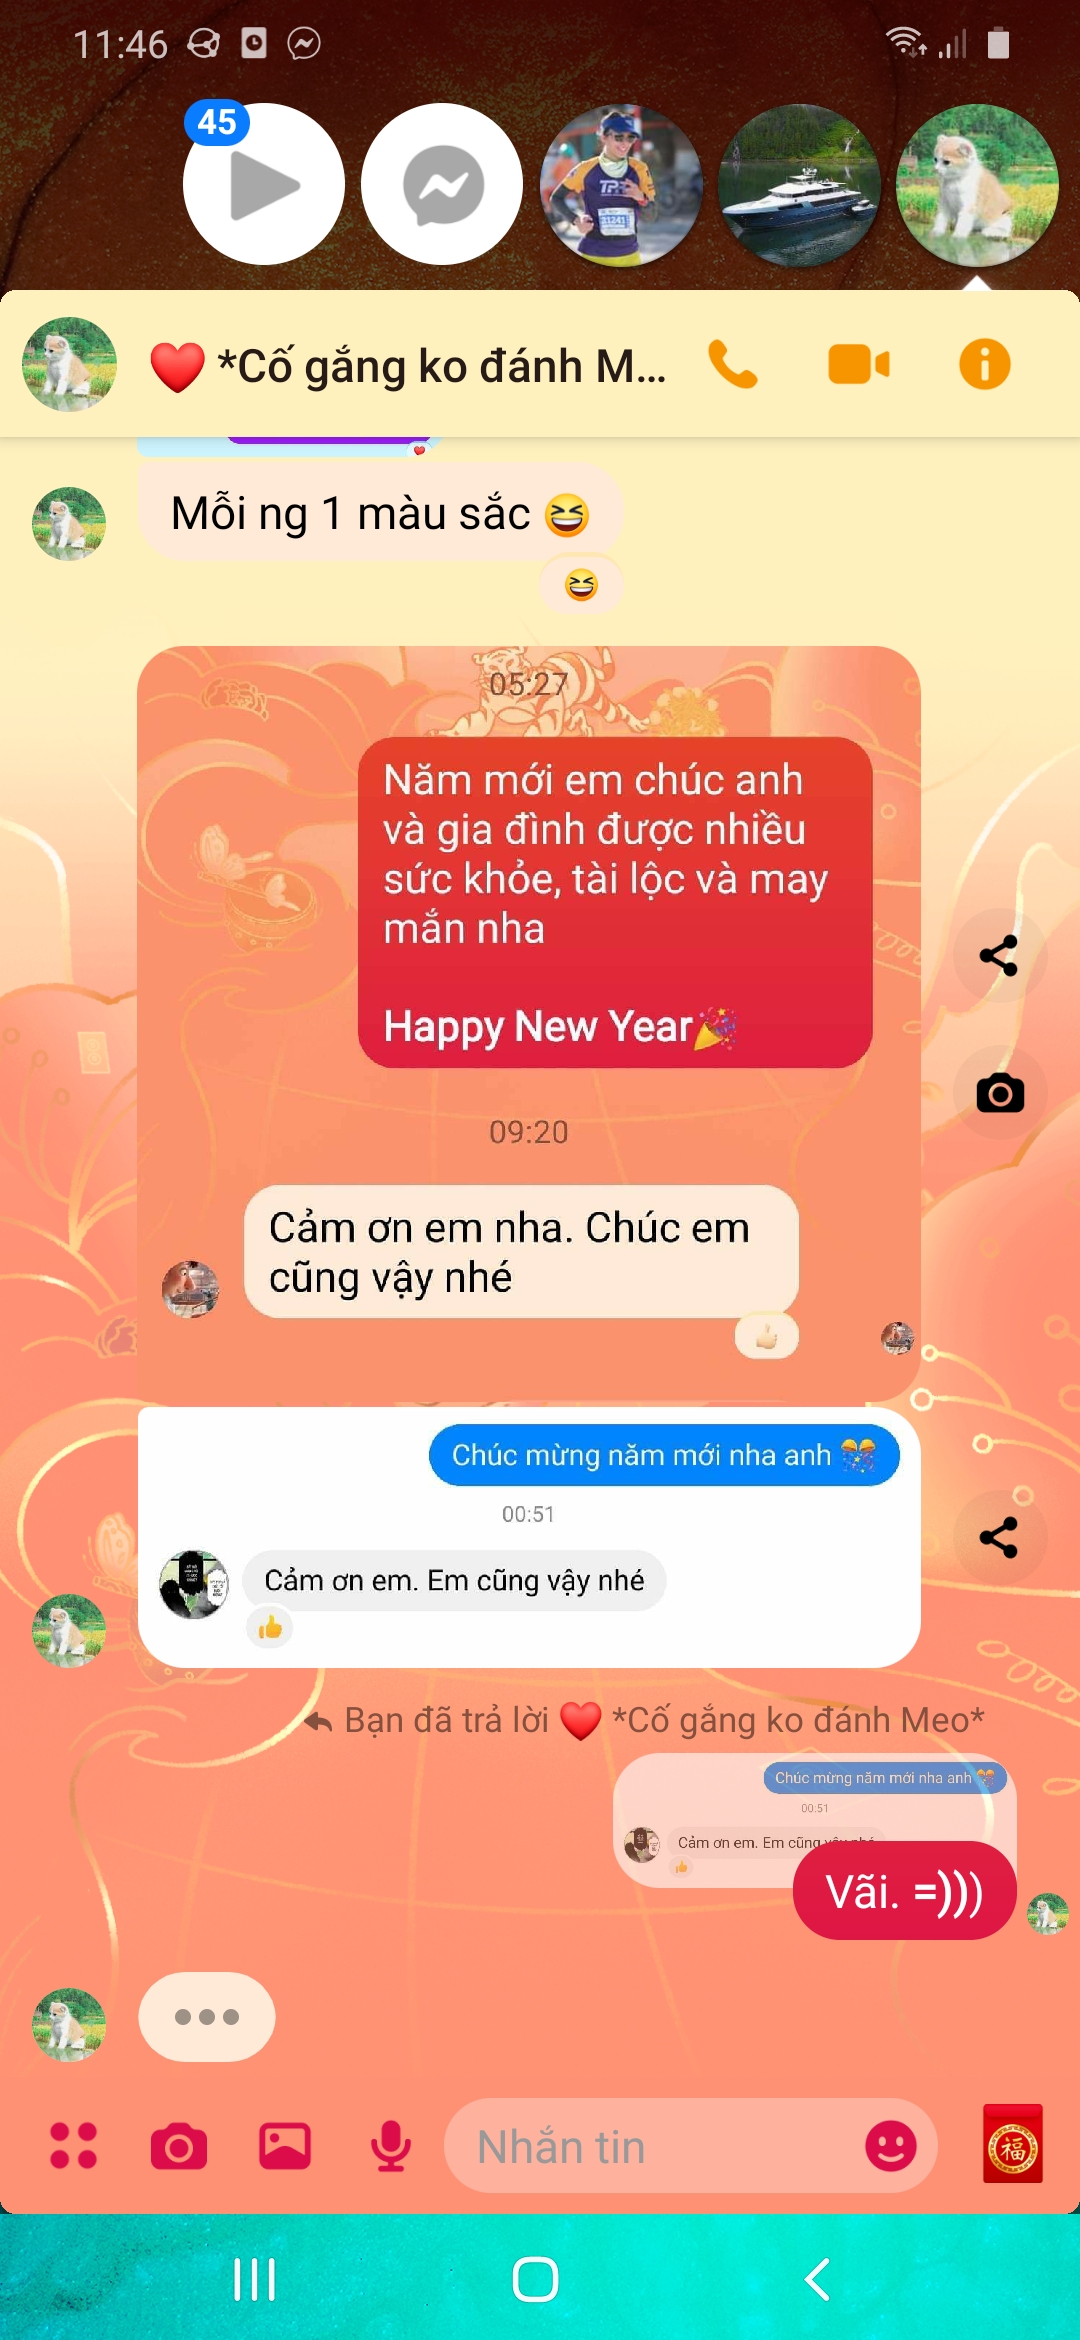 11:46
45
❤️ *Cố gắng ko đánh M...
Mỗi ng 1 màu sắc 😆
😆
05:27
Năm mới em chúc anh
và gia đình được nhiều
sức khỏe, tài lộc và may
mắn nha
Happy New Year🎉
09:20
Cảm ơn em nha. Chúc em
cũng vậy nhé
Chúc mừng năm mới nha anh 🎊
00:51
Cảm ơn em. Em cũng vậy nhé
Bạn đã trả lời ❤️ *Cố gắng ko đánh Meo*
Chúc mừng năm mới nha anh 🎊
00:51
Cảm ơn em. Em cũng vậy nhé
Vãi. =)))
Nhắn tin
福